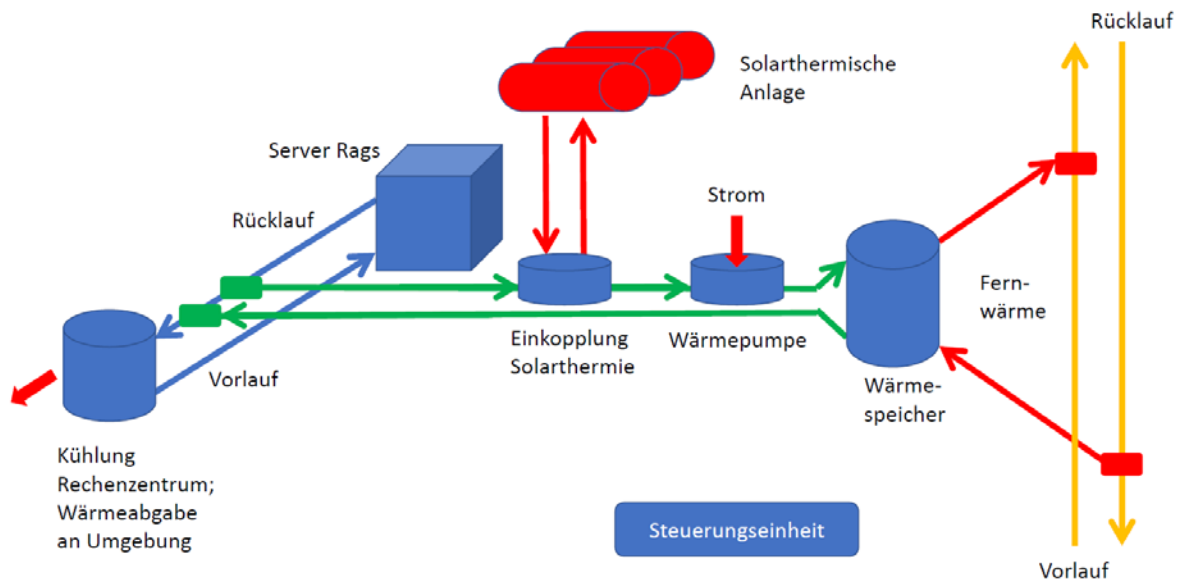 Rücklauf
Solarthermische
Anlage
Server Rags
Strom
Rücklauf
Fern-
wärme
Einkopplung
Solarthermie
Wärmepumpe
Vorlauf
Wärme-
speicher
Kühlung
Rechenzentrum;
Wärmeabgabe
an Umgebung
Steuerungseinheit
Vorlauf